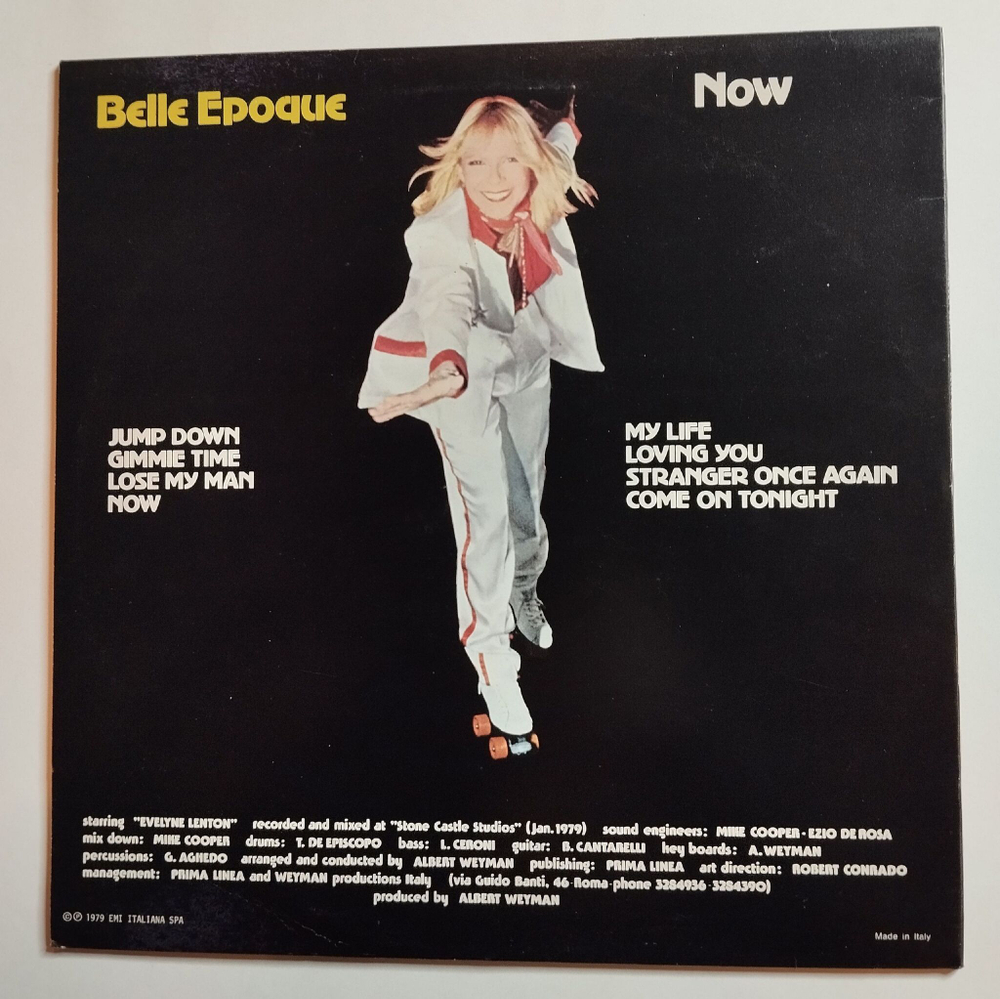 Belle Epoque
Now
JUMP DOWN
GIMMIE TIME
LOSE MY MAN
NOW
MY LIFE
LOVING YOU
STRANGER ONCE AGAIN
COME ON TONIGHT
starring "EVELYNE LENTON" recorded and mixed at "Stone Castle Studios" (Jan. 1979) sound engineers: MIKE COOPER - EZIO DE ROSA
mix down: MIKE COOPER drums: T. DE EPISCOPO bass: L. CERONI guitar: B. CANTARELLI key boards: A. WEYMAN
percussions: G. AGHEDO arranged and conducted by ALBERT WEYMAN publishing: PRIMA LINEA art direction: ROBERT CONRADO
management: PRIMA LINEA and WEYMAN productions Italy (via Guido Banti, 46 - Roma - phone 3284936 - 3284390)
produced by ALBERT WEYMAN
©℗ 1979 EMI ITALIANA SPA
Made in Italy